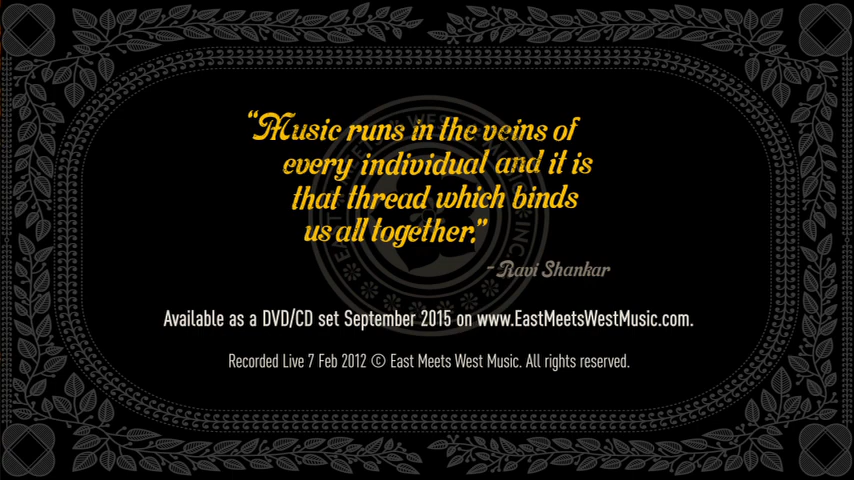 “Music runs in the veins of
every individual and it is
that thread which binds
us all together.”
- Ravi Shankar
Available as a DVD/CD set September 2015 on www.EastMeetsWestMusic.com.
Recorded Live 7 Feb 2012 © East Meets West Music. All rights reserved.